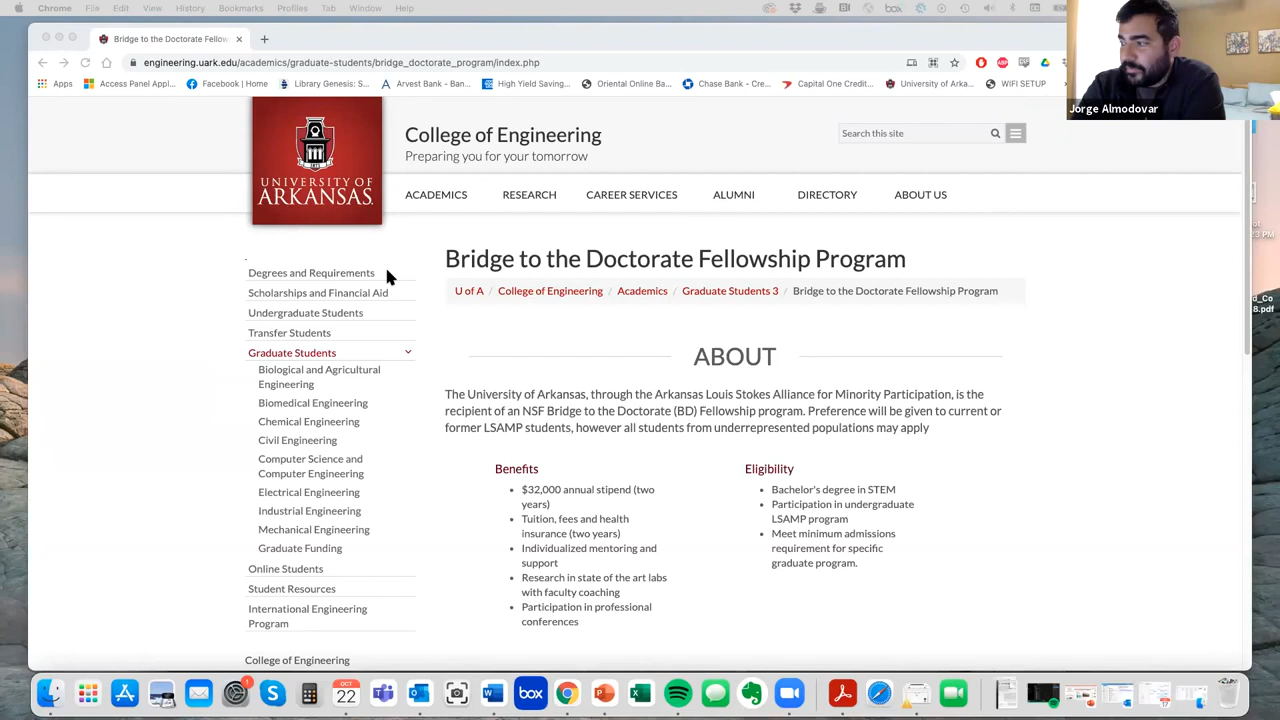 Chrome File Edit View History Bookmarks Profiles Tab Window Help
Bridge to the Doctorate Fellow
engineering.uark.edu/academics/graduate-students/bridge_doctorate_program/index.php
Apps Access Panel Appl... Facebook | Home Library Genesis: S... Arvest Bank - Ban... High Yield Saving... Oriental Online Ba... Chase Bank - Cre... Capital One Credit... University of Arka... WIFI SETUP
Jorge Almodovar
College of Engineering
Preparing you for your tomorrow
Search this site
UNIVERSITY OF
ARKANSAS
ACADEMICS RESEARCH CAREER SERVICES ALUMNI DIRECTORY ABOUT US
Degrees and Requirements
Scholarships and Financial Aid
Undergraduate Students
Transfer Students
Graduate Students
Biological and Agricultural
Engineering
Biomedical Engineering
Chemical Engineering
Civil Engineering
Computer Science and
Computer Engineering
Electrical Engineering
Industrial Engineering
Mechanical Engineering
Graduate Funding
Online Students
Student Resources
International Engineering
Program
College of Engineering
Bridge to the Doctorate Fellowship Program
U of A / College of Engineering / Academics / Graduate Students 3 / Bridge to the Doctorate Fellowship Program
ABOUT
The University of Arkansas, through the Arkansas Louis Stokes Alliance for Minority Participation, is the
recipient of an NSF Bridge to the Doctorate (BD) Fellowship program. Preference will be given to current or
former LSAMP students, however all students from underrepresented populations may apply
Benefits
• $32,000 annual stipend (two
years)
• Tuition, fees and health
insurance (two years)
• Individualized mentoring and
support
• Research in state of the art labs
with faculty coaching
• Participation in professional
conferences
Eligibility
• Bachelor's degree in STEM
• Participation in undergraduate
LSAMP program
• Meet minimum admissions
requirement for specific
graduate program.
OCT
22
box